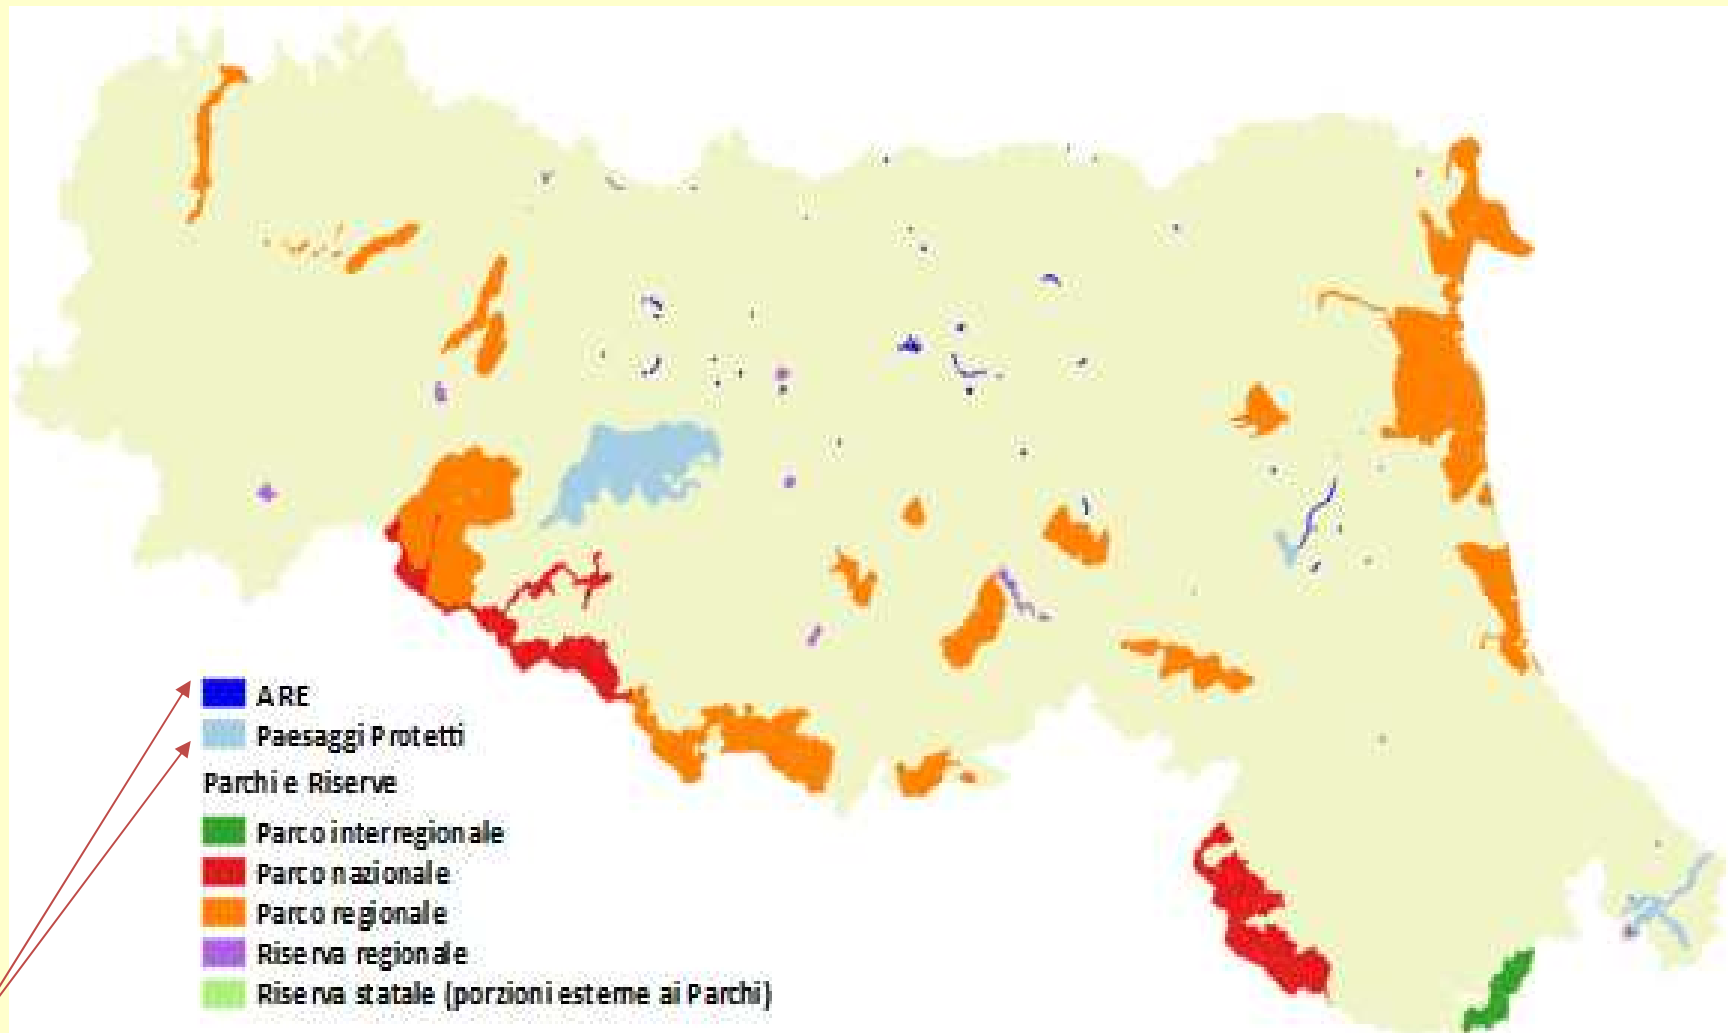 ARE
Paesaggi Protetti
Parchi e Riserve
Parco interregionale
Parco nazionale
Parco regionale
Riserva regionale
Riserva statale (porzioni esterne ai Parchi)